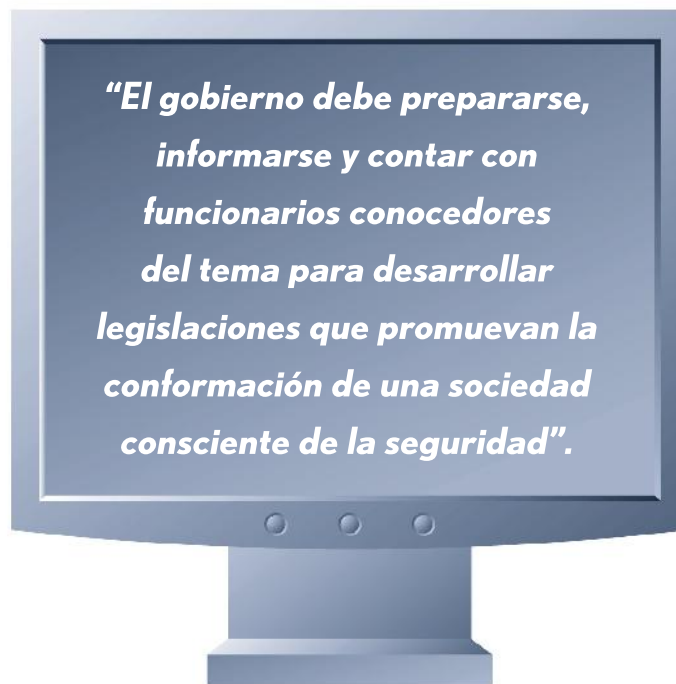 “El gobierno debe prepararse,
informarse y contar con
funcionarios conocedores
del tema para desarrollar
legislaciones que promuevan la
conformación de una sociedad
consciente de la seguridad”.